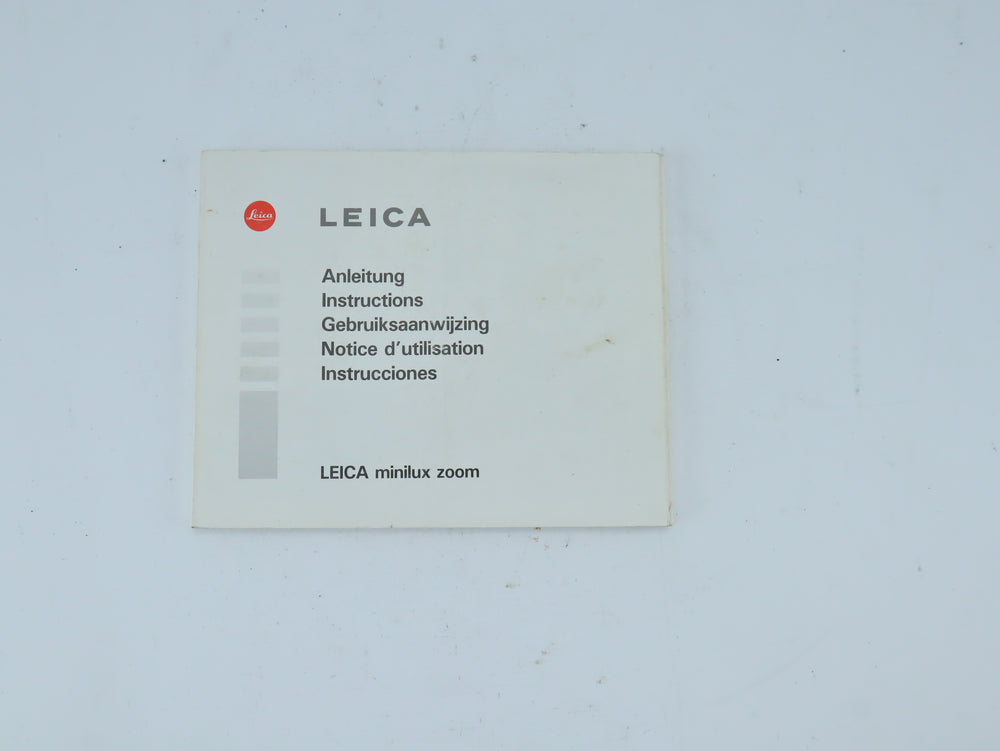 Leica
LEICA
Anleitung
Instructions
Gebruiksaanwijzing
Notice d'utilisation
Instrucciones
LEICA minilux zoom